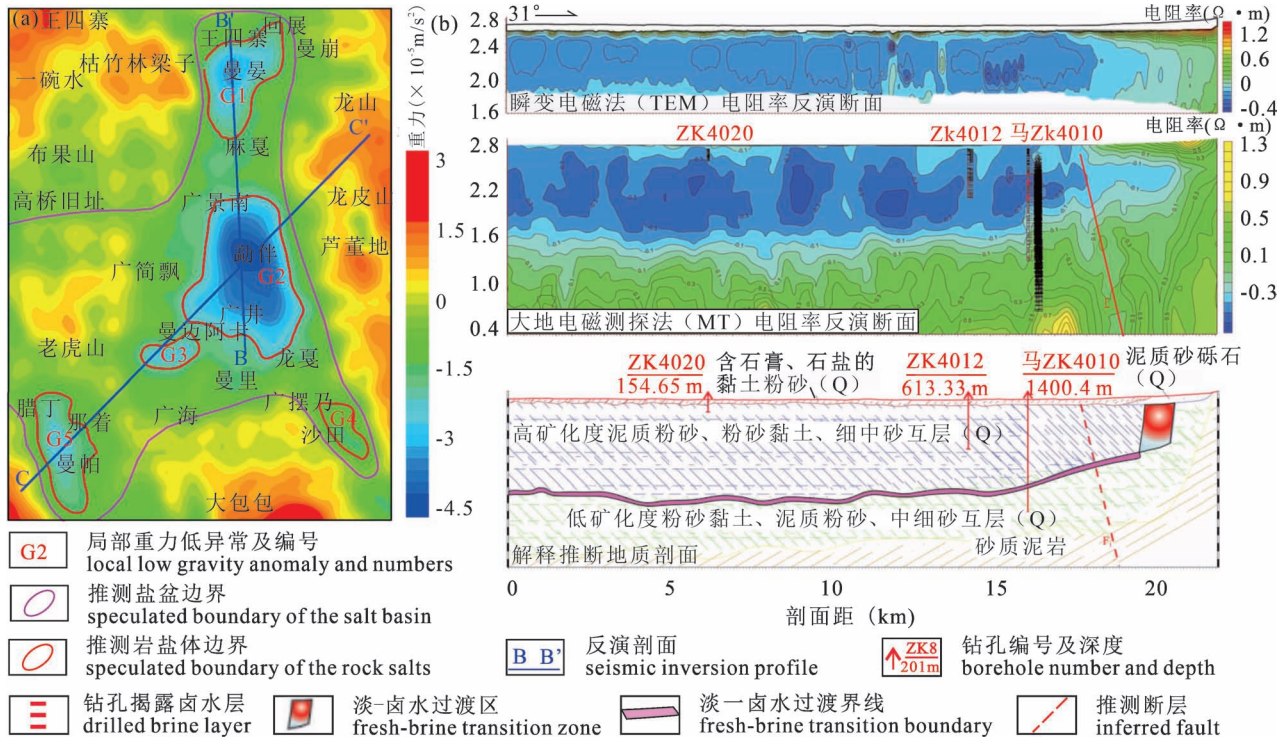 (a)
王四寨
B'
回展
王四寨
曼崩
枯竹林梁子
曼晏
一碗水
G1
龙山
C'
麻戛
布果山
高桥旧址
广景南
龙皮山
勐伴
芦董地
广简飘
G2
广井
曼迈阿卡
老虎山
G3
B
龙戛
曼里
腊丁
那着
广海
广摆乃
G4
G5
沙田
C
曼帕
大包包
重力(×10⁻⁵m/s²)
3
1.5
0
-1.5
-3
-4.5
(b)
31°
电阻率(Ω·m)
2.8
2.4
2.0
1.6
1.2
0.6
0
-0.4
瞬变电磁法(TEM)电阻率反演断面
ZK4020
Zk4012
马Zk4010
电阻率(Ω·m)
2.8
2.2
1.6
1.0
0.4
1.3
0.9
0.3
-0.3
大地电磁测探法(MT)电阻率反演断面
ZK4020
154.65 m
含石膏、石盐的
黏土粉砂(Q)
ZK4012
613.33 m
马ZK4010
1400.4 m
泥质砂砾石
(Q)
高矿化度泥质粉砂、粉砂黏土、细中砂互层(Q)
低矿化度粉砂黏土、泥质粉砂、中细砂互层(Q)
解释推断地质剖面
砂质泥岩
0 5 10 15 20
剖面距 (km)
G2
局部重力低异常及编号
local low gravity anomaly and numbers
推测盐盆边界
speculated boundary of the salt basin
推测岩盐体边界
speculated boundary of the rock salts
B B'
反演剖面
seismic inversion profile
ZK8
201m
钻孔编号及深度
borehole number and depth
钻孔揭露卤水层
drilled brine layer
淡-卤水过渡区
fresh-brine transition zone
淡一卤水过渡界线
fresh-brine transition boundary
推测断层
inferred fault